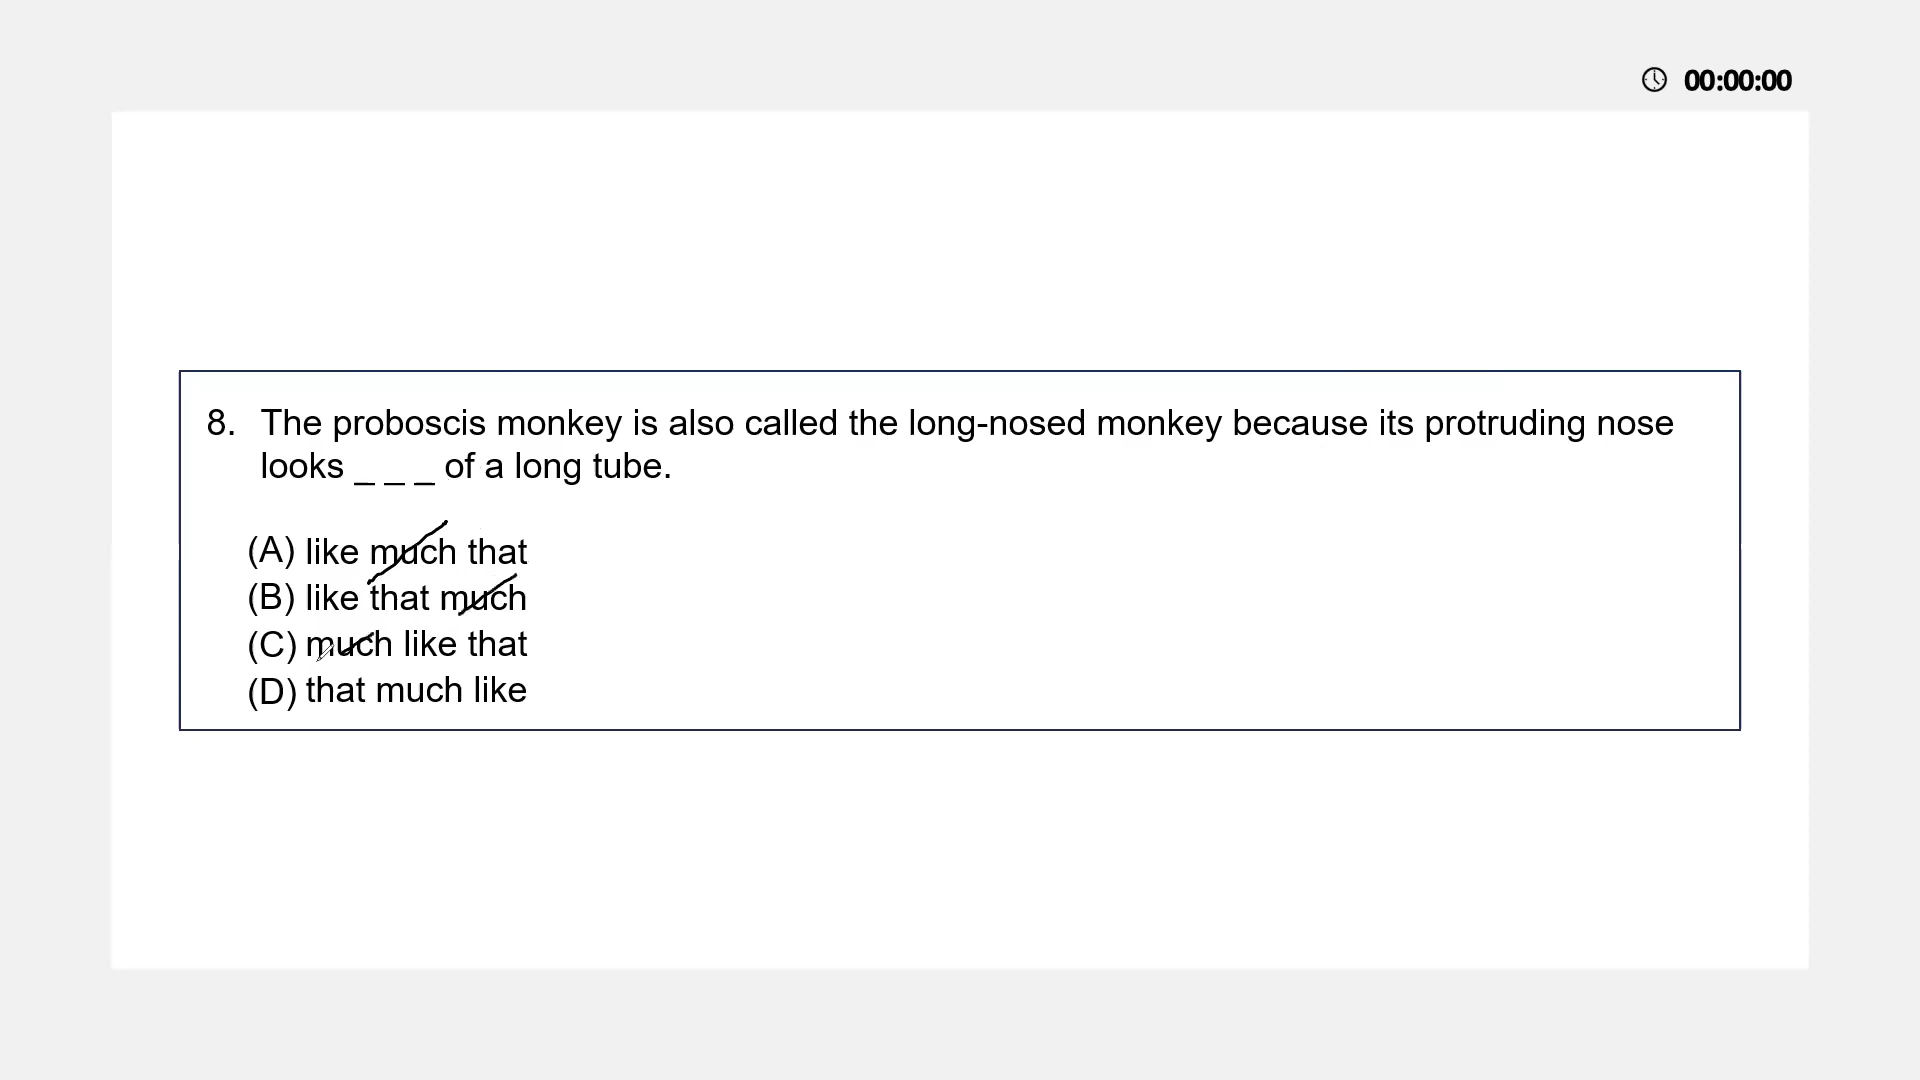 00:00:00
8. The proboscis monkey is also called the long-nosed monkey because its protruding nose
looks _ _ _ of a long tube.
(A) like much that
(B) like that much
(C) much like that
(D) that much like